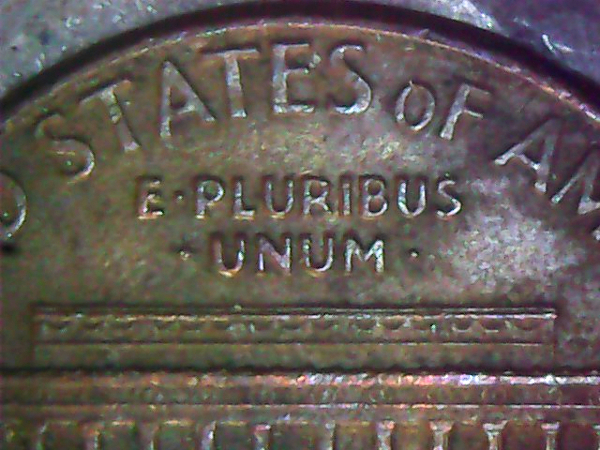 D STATES OF AM
E·PLURIBUS
·UNUM·